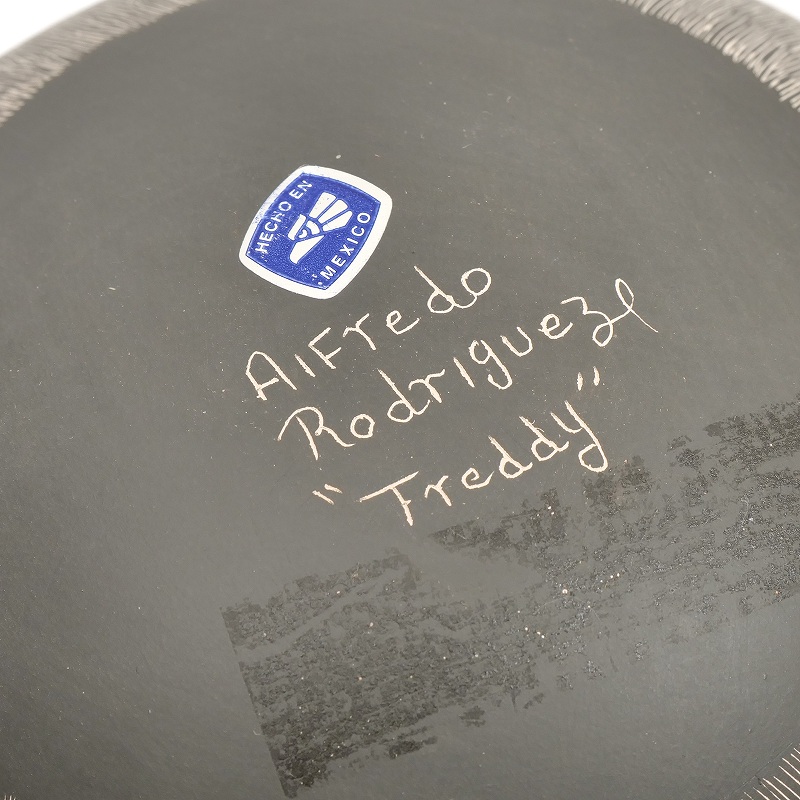 HECHO EN
MEXICO
Alfredo
Rodriguez
"Freddy"